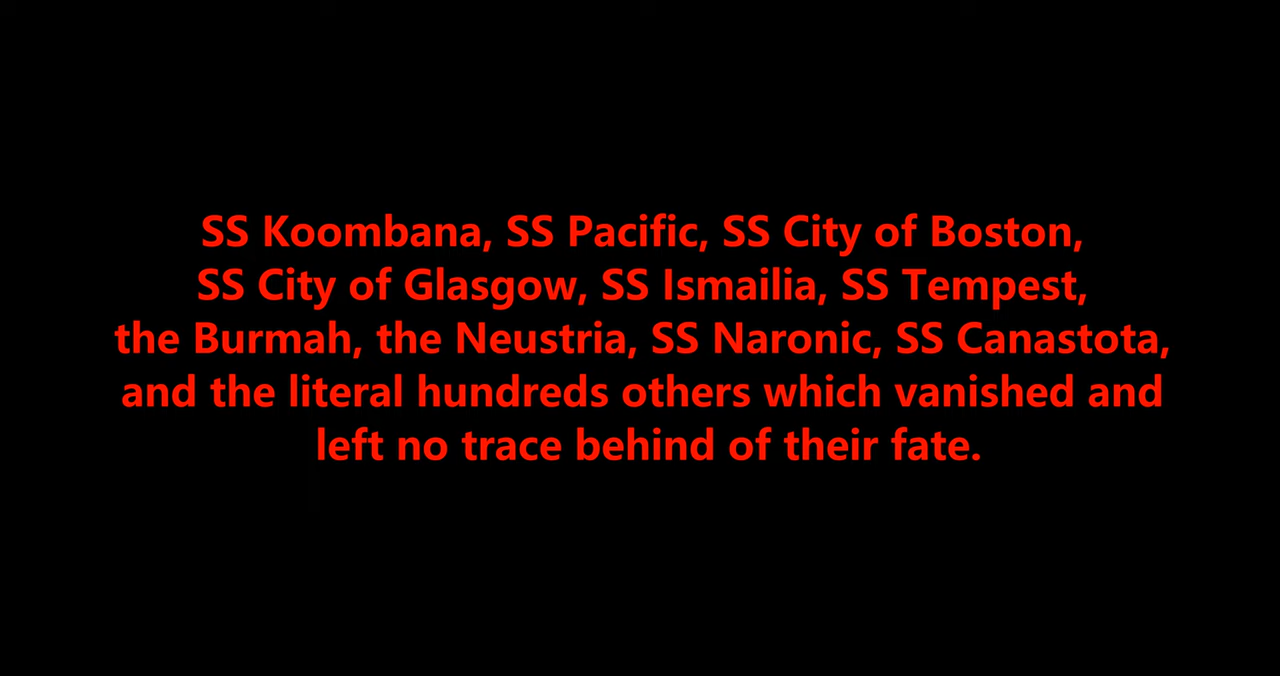 SS Koombana, SS Pacific, SS City of Boston,
SS City of Glasgow, SS Ismailia, SS Tempest,
the Burmah, the Neustria, SS Naronic, SS Canastota,
and the literal hundreds others which vanished and
left no trace behind of their fate.